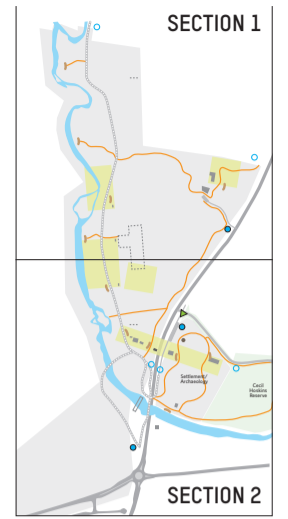 SECTION 1
Settlement/
Archaeology
Cecil
Hoskins
Reserve
SECTION 2